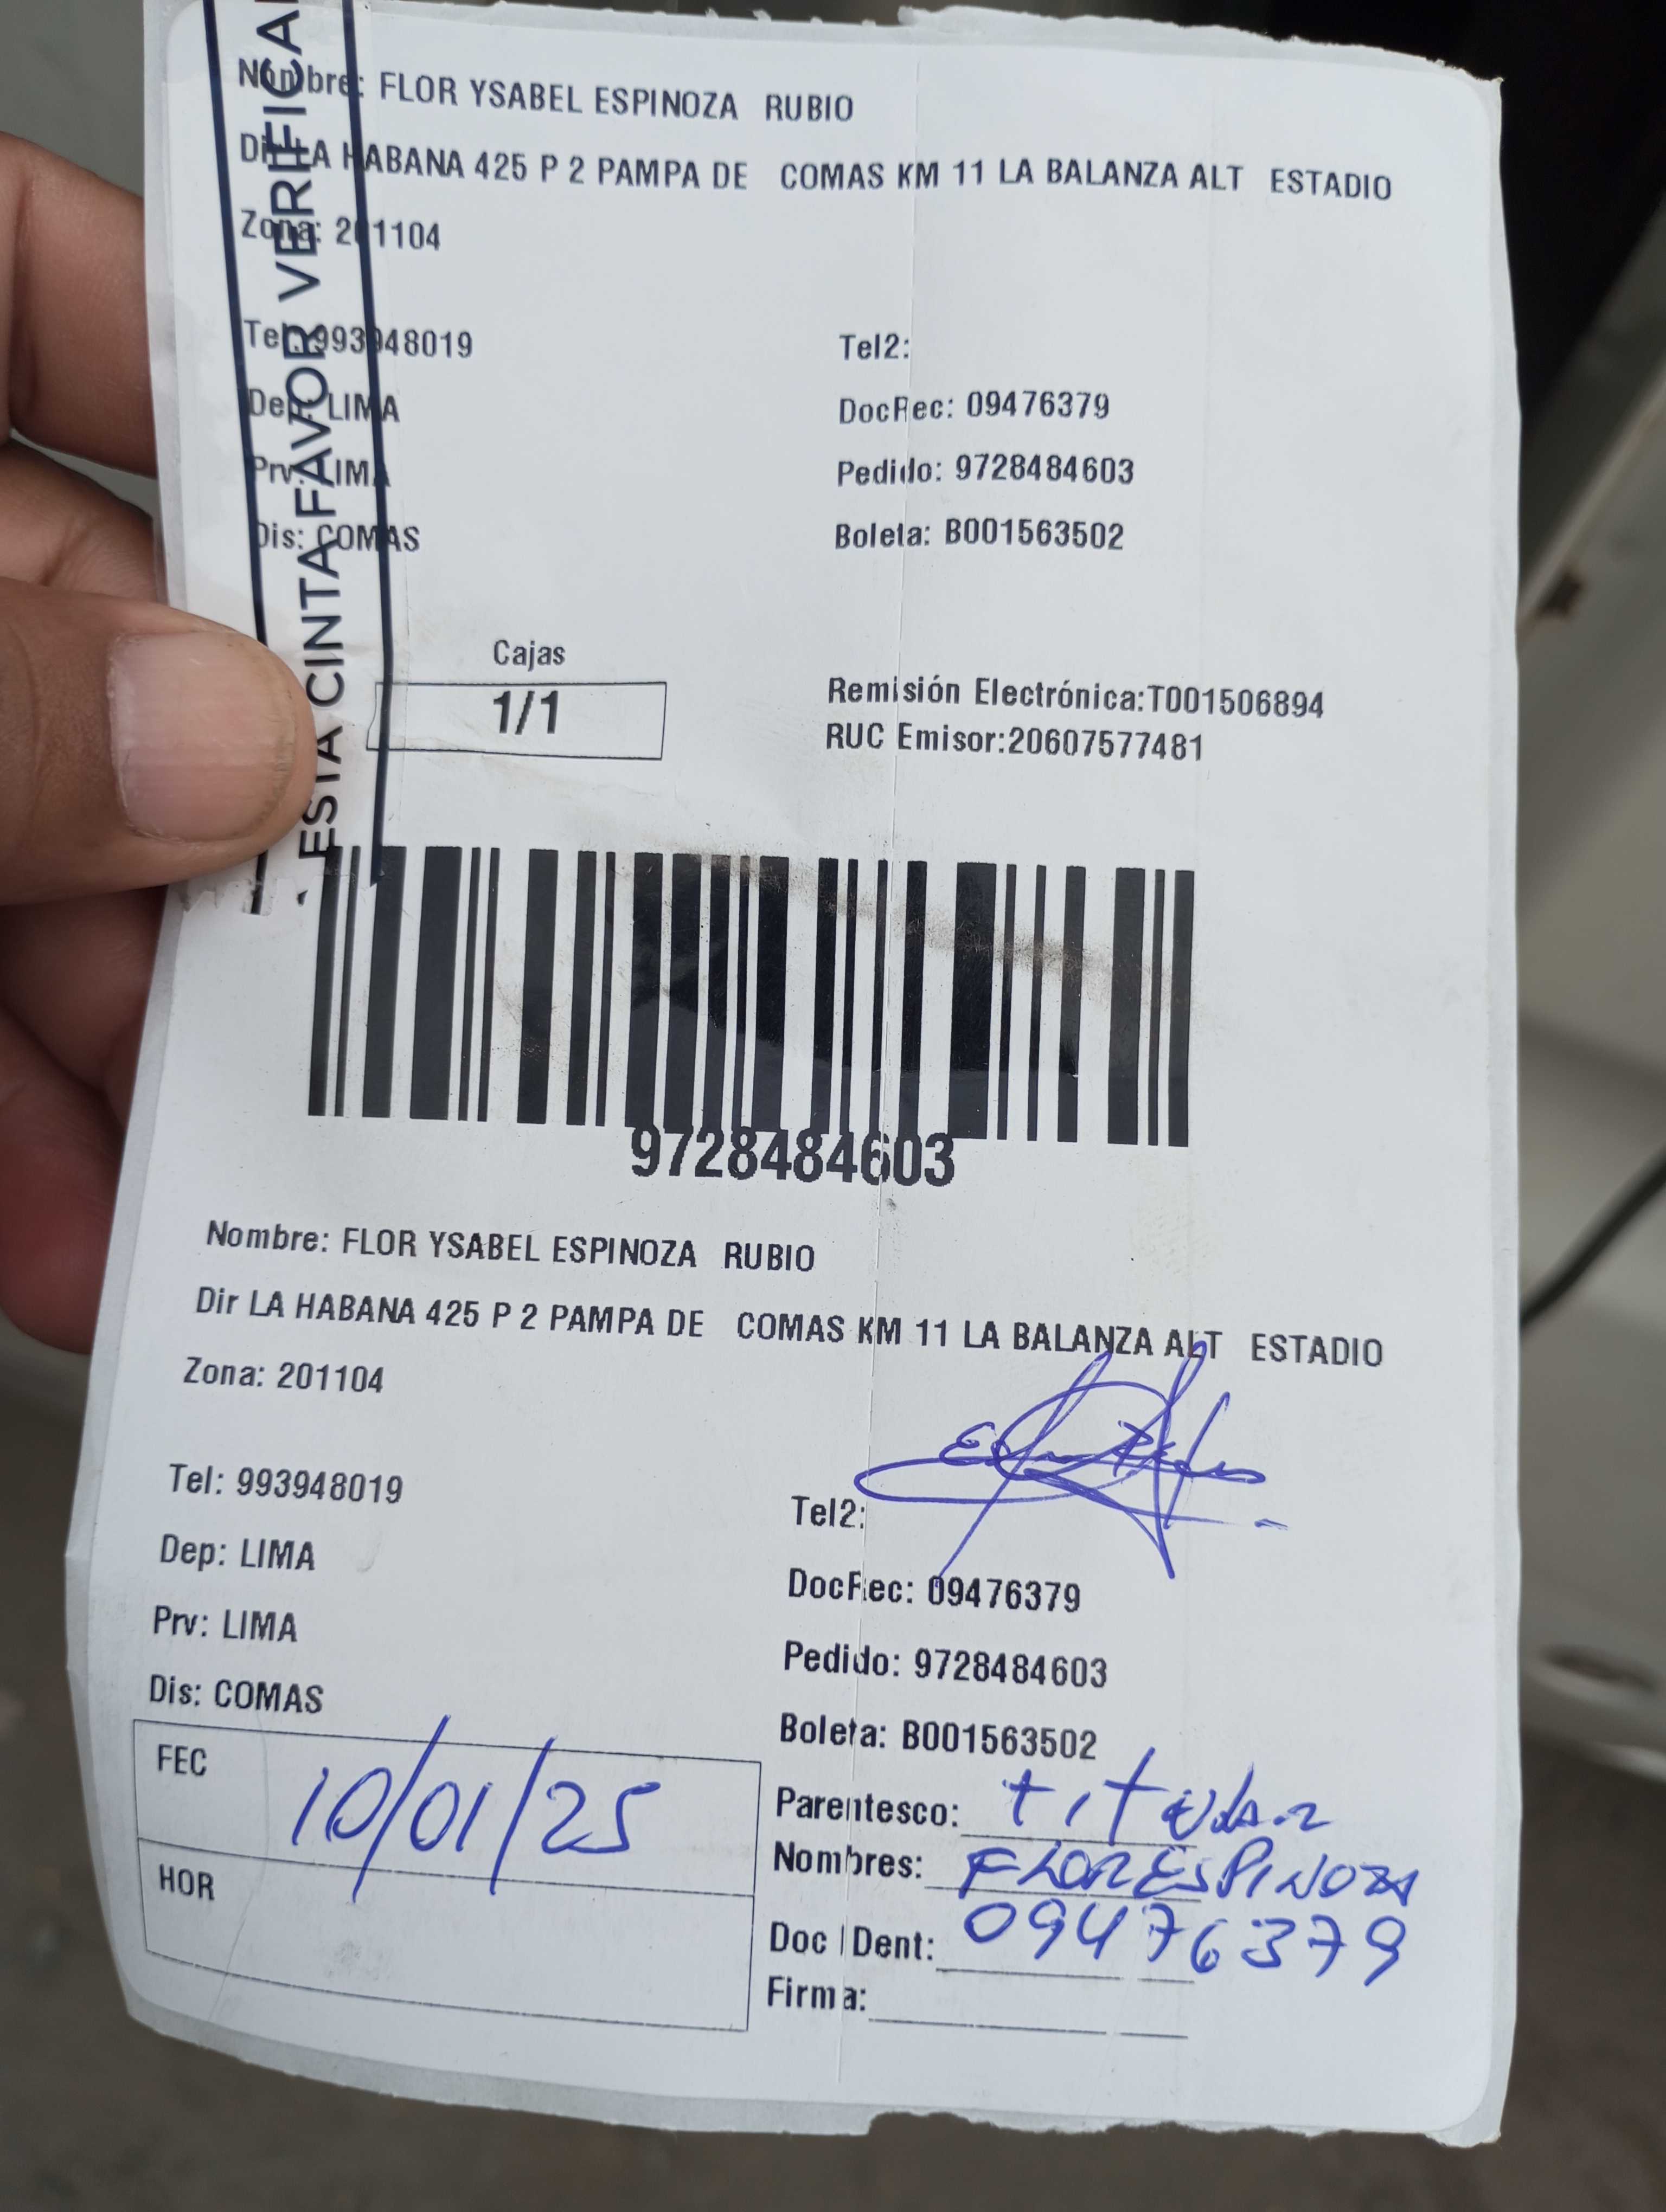 ESTA CINTA FAVOR VERIFICA
Nombre: FLOR YSABEL ESPINOZA RUBIO
Dir LA HABANA 425 P 2 PAMPA DE COMAS KM 11 LA BALANZA ALT ESTADIO
Zona: 201104
Tel: 993948019 Tel2:
Dep: LIMA DocRec: 09476379
Prv: LIMA Pedido: 9728484603
Dis: COMAS Boleta: B001563502
Cajas
1/1
Remisión Electrónica:T001506894
RUC Emisor:20607577481
9728484603
Nombre: FLOR YSABEL ESPINOZA RUBIO
Dir LA HABANA 425 P 2 PAMPA DE COMAS KM 11 LA BALANZA ALT ESTADIO
Zona: 201104
Tel: 993948019 Tel2:
Dep: LIMA DocRec: 09476379
Prv: LIMA Pedido: 9728484603
Dis: COMAS Boleta: B001563502
FEC 10/01/25
HOR
Parentesco: titular
Nombres: FLOR ESPINOZA
Doc IDent: 09476379
Firma: